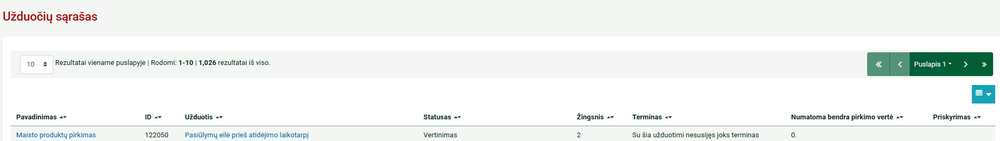 Užduočių sąrašas
10 Rezultatai viename puslapyje | Rodomi: 1-10 | 1,026 rezultatai iš viso. Puslapis 1
Pavadinimas ID Užduotis Statusas Žingsnis Terminas Numatoma bendra pirkimo vertė Priskyrimas
Maisto produktų pirkimas 122050 Pasiūlymų eilė prieš atidėjimo laikotarpį Vertinimas 2 Su šia užduotimi nesusijęs joks terminas 0.